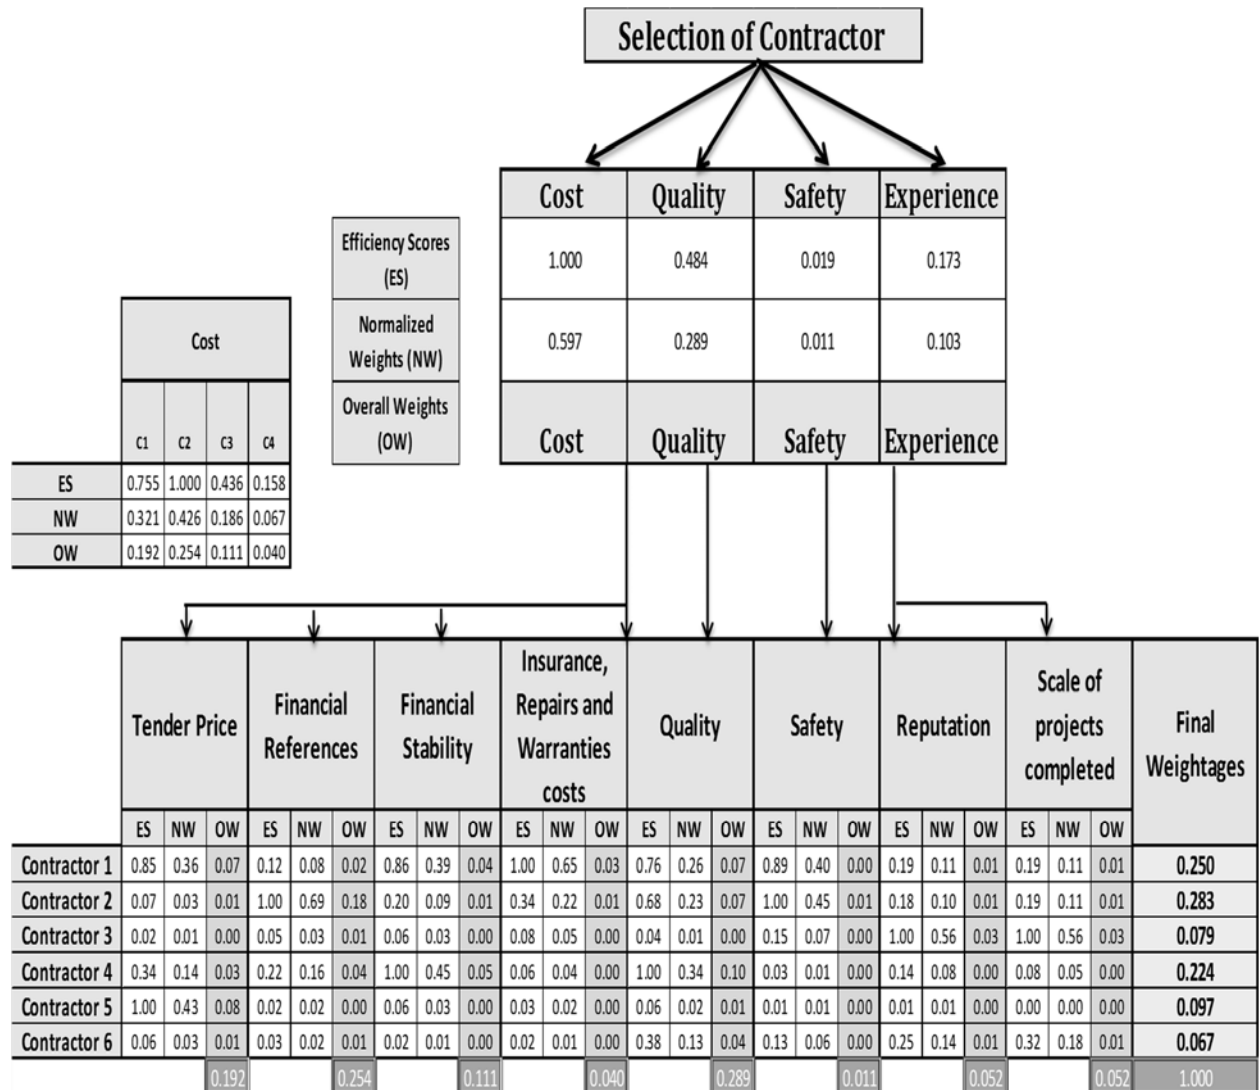 Selection of Contractor
Cost Quality Safety Experience
Efficiency Scores
(ES)
1.000 0.484 0.019 0.173
Normalized
Weights (NW)
0.597 0.289 0.011 0.103
Overall Weights
(OW)
Cost Quality Safety Experience
Cost
C1 C2 C3 C4
ES 0.755 1.000 0.436 0.158
NW 0.321 0.426 0.186 0.067
OW 0.192 0.254 0.111 0.040
Tender Price
Financial
References
Financial
Stability
Insurance,
Repairs and
Warranties
costs
Quality
Safety
Reputation
Scale of
projects
completed
Final
Weightages
ES NW OW ES NW OW ES NW OW ES NW OW ES NW OW ES NW OW ES NW OW ES NW OW
Contractor 1 0.85 0.36 0.07 0.12 0.08 0.02 0.86 0.39 0.04 1.00 0.65 0.03 0.76 0.26 0.07 0.89 0.40 0.00 0.19 0.11 0.01 0.19 0.11 0.01 0.250
Contractor 2 0.07 0.03 0.01 1.00 0.69 0.18 0.20 0.09 0.01 0.34 0.22 0.01 0.68 0.23 0.07 1.00 0.45 0.01 0.18 0.10 0.01 0.19 0.11 0.01 0.283
Contractor 3 0.02 0.01 0.00 0.05 0.03 0.01 0.06 0.03 0.00 0.08 0.05 0.00 0.04 0.01 0.00 0.15 0.07 0.00 1.00 0.56 0.03 1.00 0.56 0.03 0.079
Contractor 4 0.34 0.14 0.03 0.22 0.16 0.04 1.00 0.45 0.05 0.06 0.04 0.00 1.00 0.34 0.10 0.03 0.01 0.00 0.14 0.08 0.00 0.08 0.05 0.00 0.224
Contractor 5 1.00 0.43 0.08 0.02 0.02 0.00 0.06 0.03 0.00 0.03 0.02 0.00 0.06 0.02 0.01 0.01 0.01 0.00 0.01 0.01 0.00 0.00 0.00 0.00 0.097
Contractor 6 0.06 0.03 0.01 0.03 0.02 0.01 0.02 0.01 0.00 0.02 0.01 0.00 0.38 0.13 0.04 0.13 0.06 0.00 0.25 0.14 0.01 0.32 0.18 0.01 0.067
0.192 0.254 0.111 0.040 0.289 0.011 0.052 0.052 1.000